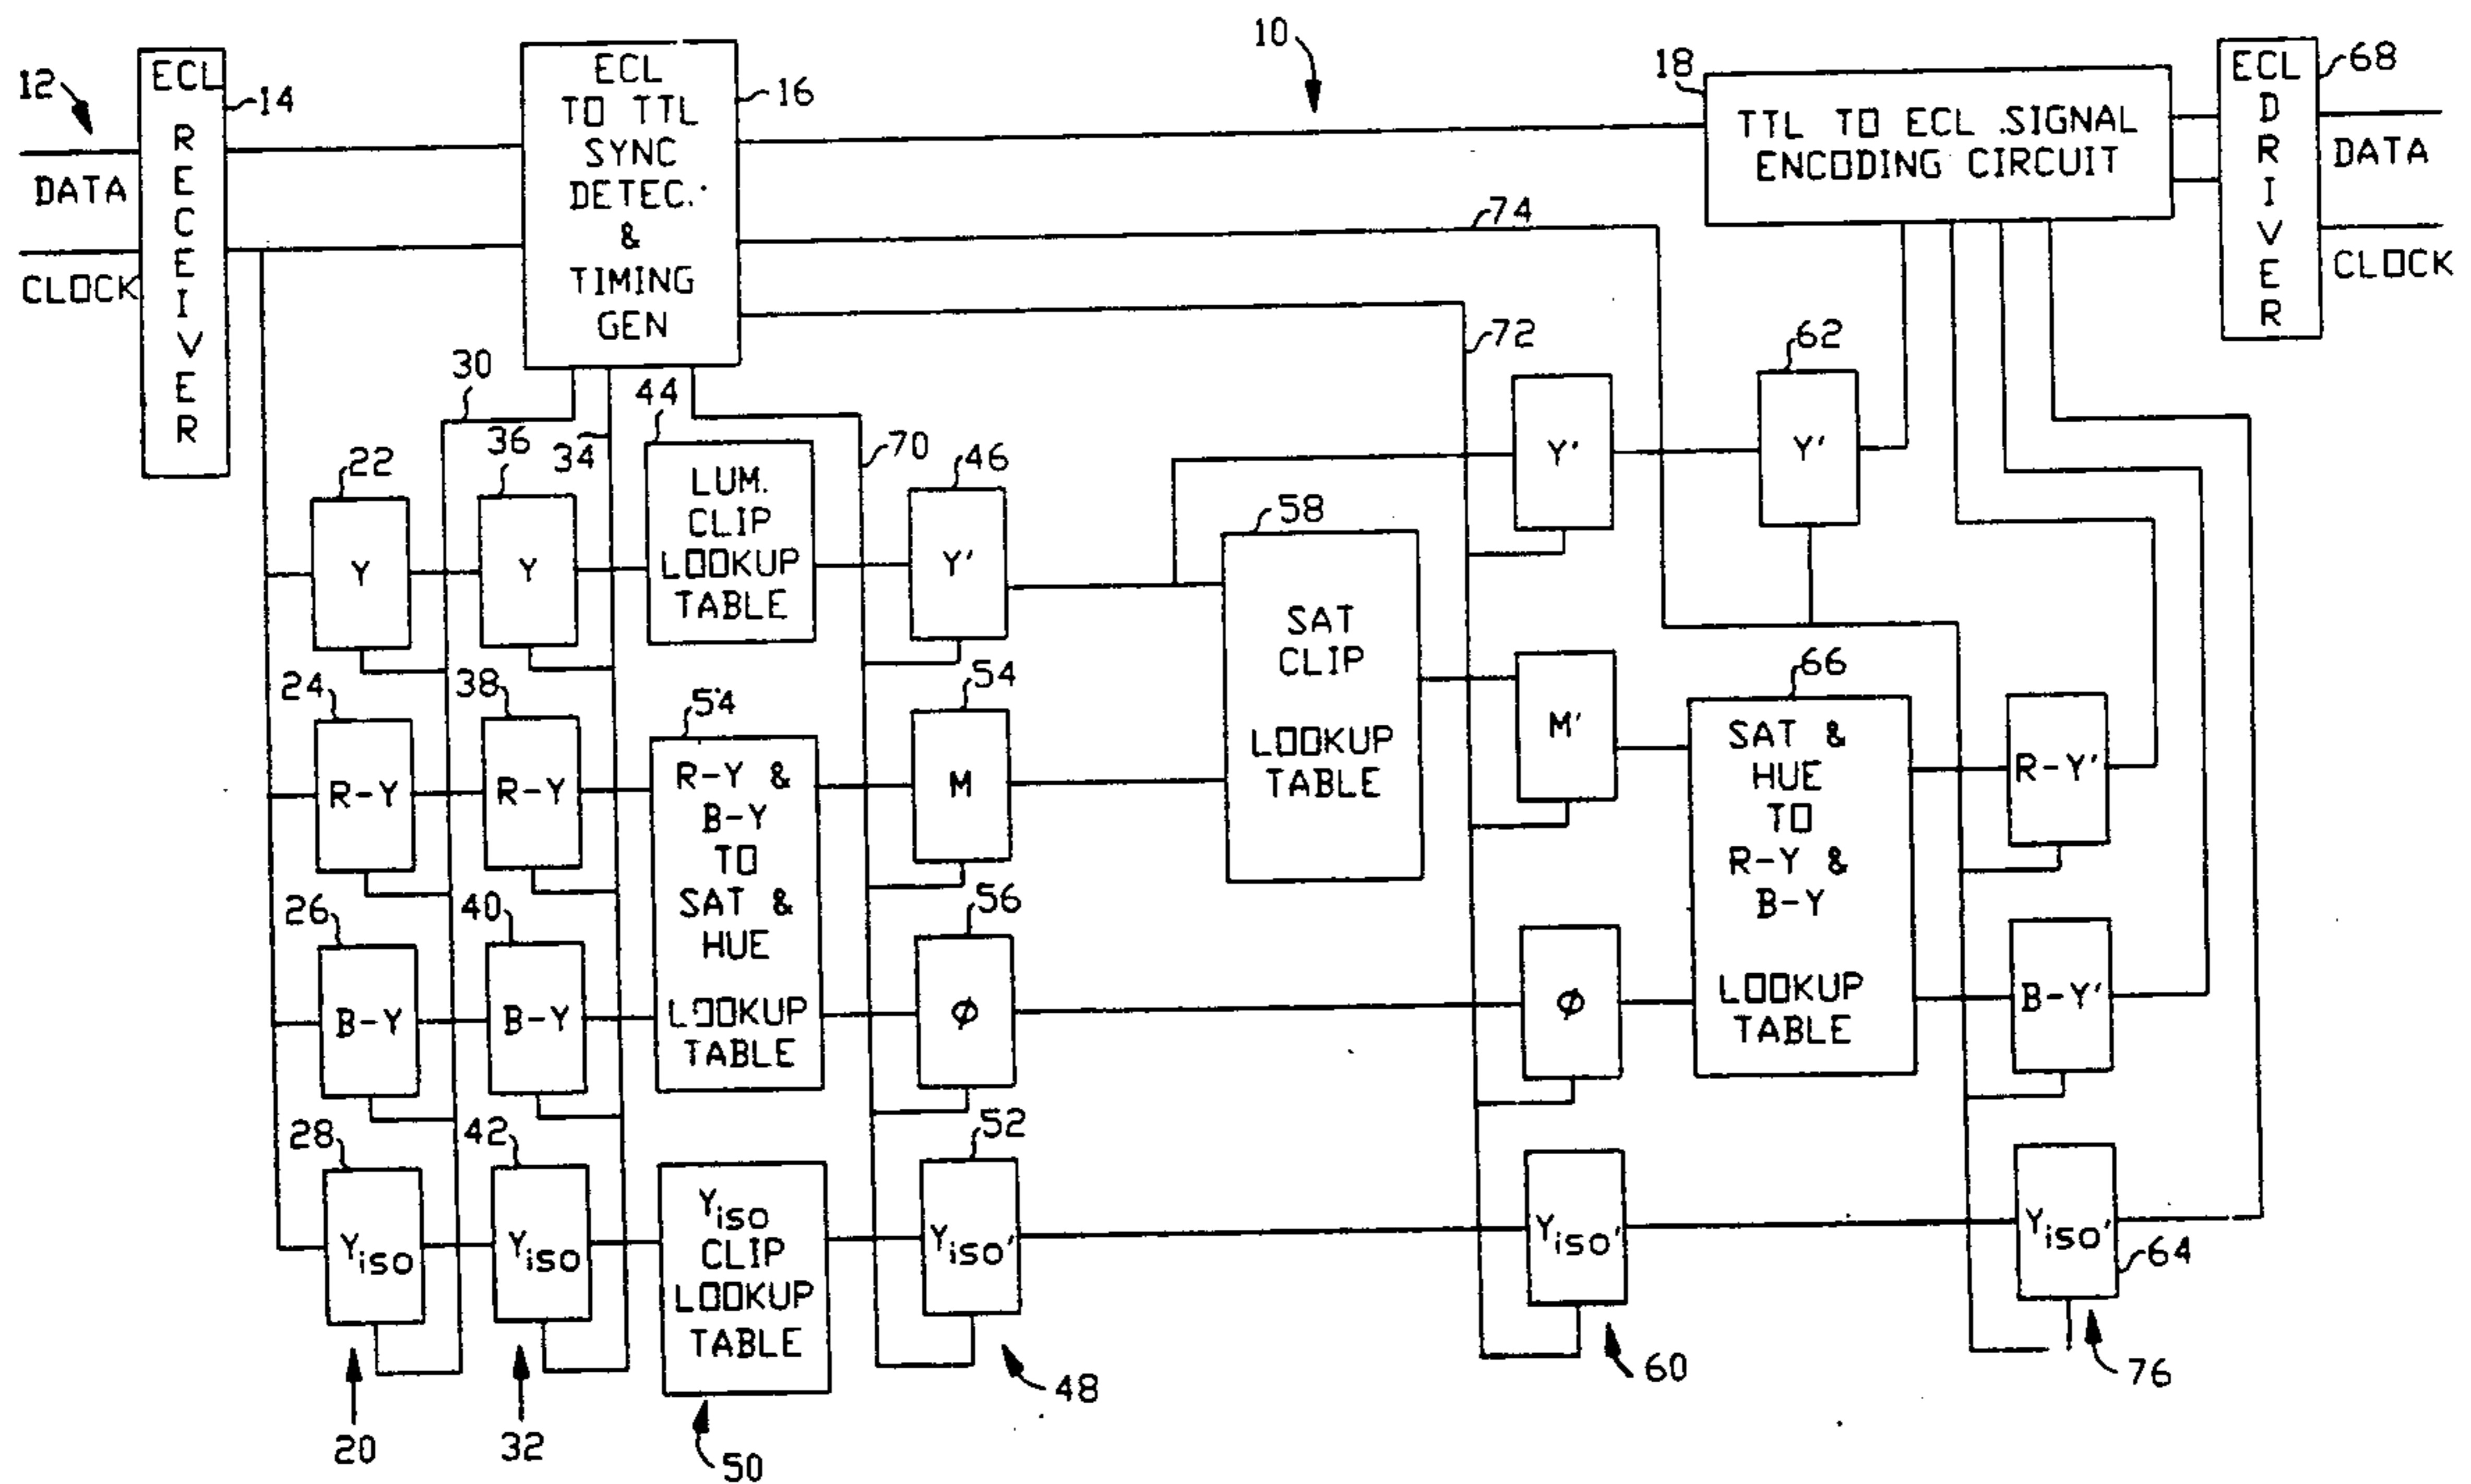 10
12
DATA
CLOCK
ECL
RECEIVER
14
ECL
TO TTL
SYNC
DETEC.
&
TIMING
GEN
16
18
TTL TO ECL SIGNAL
ENCODING CIRCUIT
ECL
DRIVER
68
DATA
CLOCK
74
72
30
36
34
44
70
22
Y
Y
LUM.
CLIP
LOOKUP
TABLE
46
Y'
58
SAT
CLIP
LOOKUP
TABLE
Y'
62
Y'
24
R-Y
38
R-Y
54
R-Y &
B-Y
TO
SAT &
HUE
LOOKUP
TABLE
54
M
M'
66
SAT &
HUE
TO
R-Y &
B-Y
LOOKUP
TABLE
R-Y'
26
B-Y
40
B-Y
56
Φ
Φ
B-Y'
28
Yiso
42
Yiso
Yiso
CLIP
LOOKUP
TABLE
52
Yiso'
Yiso'
Yiso'
64
20
32
50
48
60
76